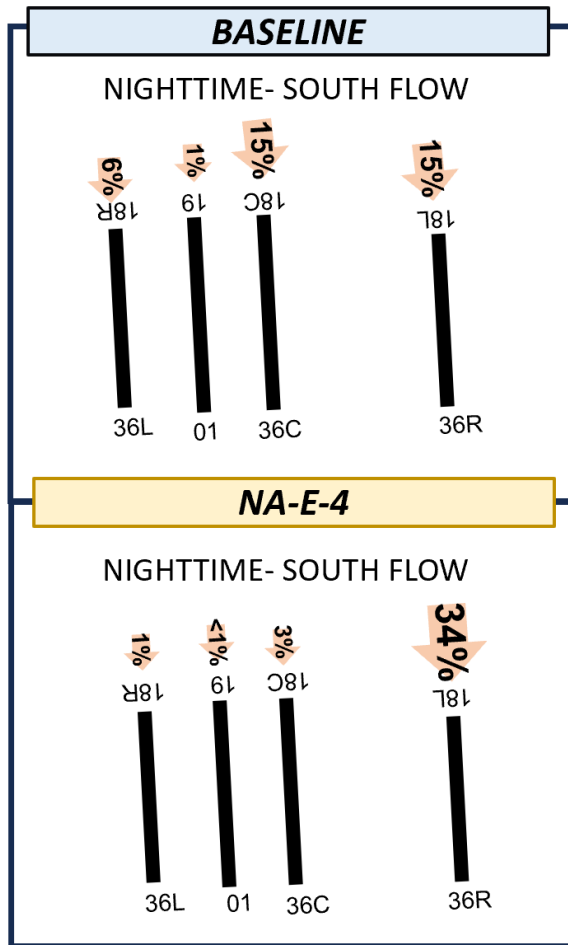 BASELINE
NIGHTTIME- SOUTH FLOW
6% 1% 15% 15%
18R 19 18C 18L
36L 01 36C 36R
NA-E-4
NIGHTTIME- SOUTH FLOW
1% <1% 3% 34%
18R 19 18C 18L
36L 01 36C 36R